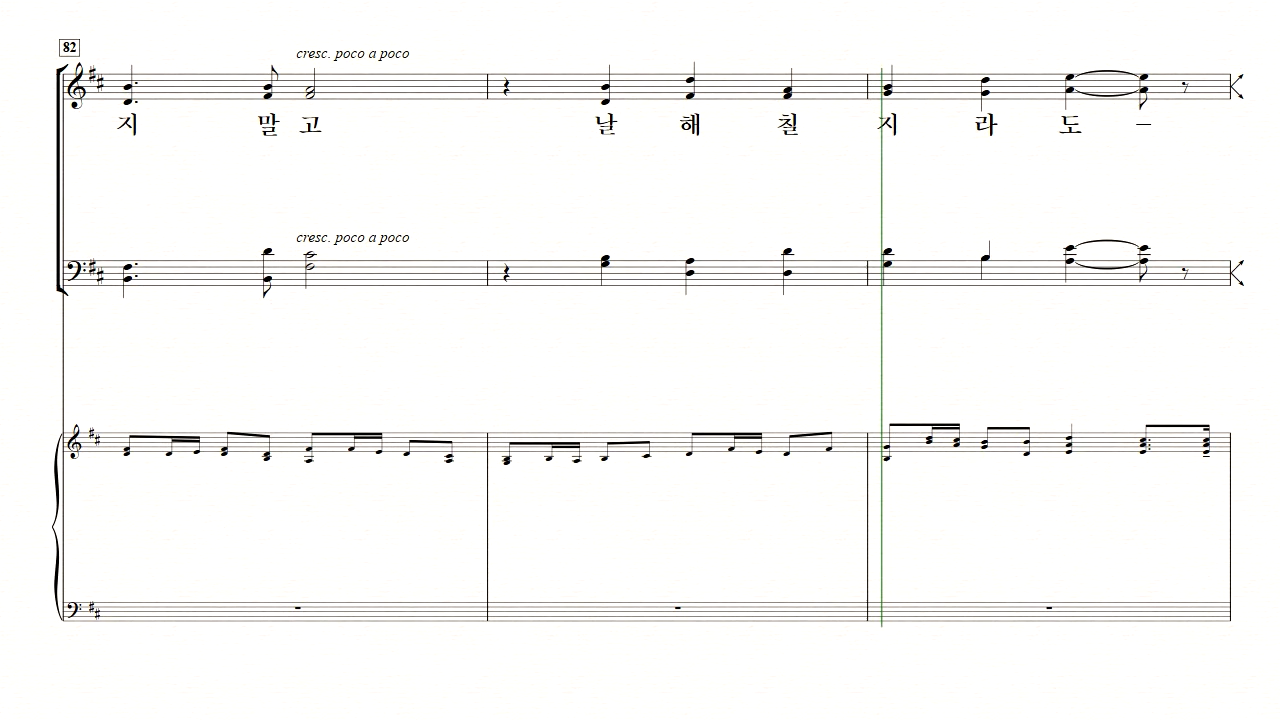 82
cresc. poco a poco
지 말 고 날 해 칠 지 라 도 –
cresc. poco a poco